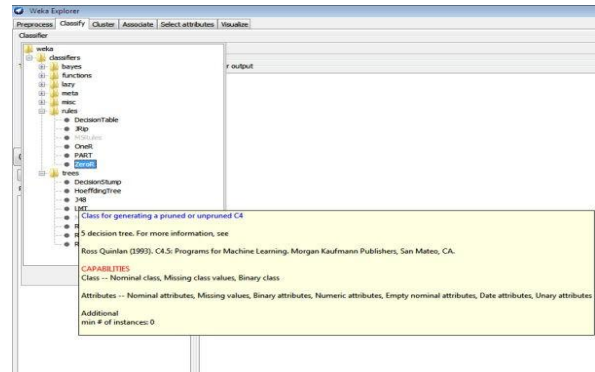 Weka Explorer
Preprocess Classify Cluster Associate Select attributes Visualize
Classifier
weka
classifiers
bayes
r output
functions
lazy
meta
misc
rules
DecisionTable
JRip
M5Rules
OneR
PART
ZeroR
trees
DecisionStump
HoeffdingTree
J48
LMT
Class for generating a pruned or unpruned C4
5 decision tree. For more information, see
Ross Quinlan (1993). C4.5: Programs for Machine Learning. Morgan Kaufmann Publishers, San Mateo, CA.
CAPABILITIES
Class -- Nominal class, Missing class values, Binary class
Attributes -- Nominal attributes, Missing values, Binary attributes, Numeric attributes, Empty nominal attributes, Date attributes, Unary attributes
Additional
min # of instances: 0